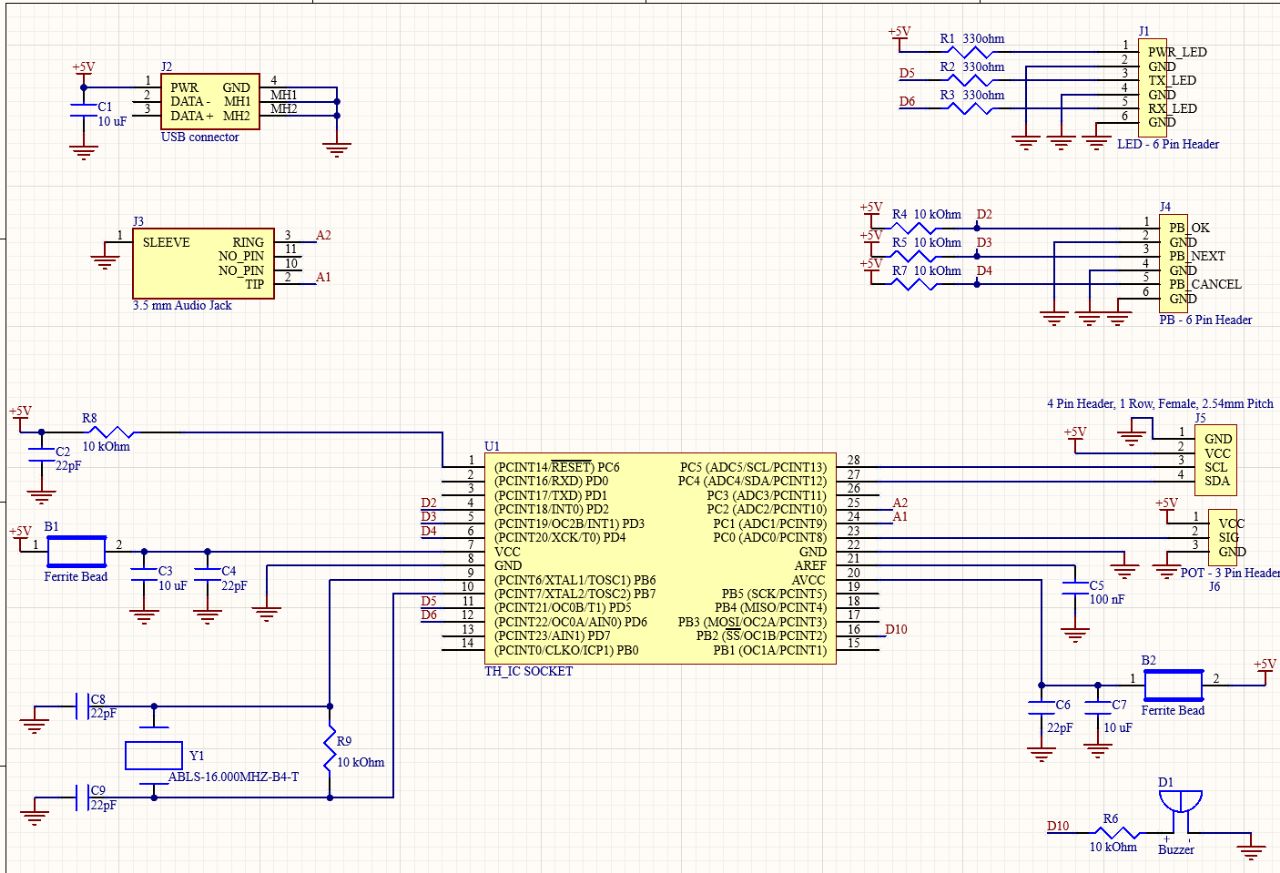 +5V
J2
1 PWR GND 4
2 DATA - MH1 MH1
3 DATA + MH2 MH2
USB connector
C1
10 uF
+5V
R1 330ohm
D5 R2 330ohm
D6 R3 330ohm
J1
1 PWR_LED
2 GND
3 TX_LED
4 GND
5 RX_LED
6 GND
LED - 6 Pin Header
J3
1 SLEEVE RING 3 A2
NO_PIN 11
NO_PIN 10
TIP 2 A1
3.5 mm Audio Jack
+5V R4 10 kOhm D2
+5V R5 10 kOhm D3
+5V R7 10 kOhm D4
J4
1 PB_OK
2 GND
3 PB_NEXT
4 GND
5 PB_CANCEL
6 GND
PB - 6 Pin Header
+5V
R8
10 kOhm
C2
22pF
4 Pin Header, 1 Row, Female, 2.54mm Pitch
J5
+5V
1 GND
2 VCC
3 SCL
4 SDA
U1
1 (PCINT14/RESET) PC6 PC5 (ADC5/SCL/PCINT13) 28
2 (PCINT16/RXD) PD0 PC4 (ADC4/SDA/PCINT12) 27
3 (PCINT17/TXD) PD1 PC3 (ADC3/PCINT11) 26
D2 4 (PCINT18/INT0) PD2 PC2 (ADC2/PCINT10) 25 A2
D3 5 (PCINT19/OC2B/INT1) PD3 PC1 (ADC1/PCINT9) 24 A1
D4 6 (PCINT20/XCK/T0) PD4 PC0 (ADC0/PCINT8) 23
7 VCC GND 22
8 GND AREF 21
9 (PCINT6/XTAL1/TOSC1) PB6 AVCC 20
10 (PCINT7/XTAL2/TOSC2) PB7 PB5 (SCK/PCINT5) 19
D5 11 (PCINT21/OC0B/T1) PD5 PB4 (MISO/PCINT4) 18
D6 12 (PCINT22/OC0A/AIN0) PD6 PB3 (MOSI/OC2A/PCINT3) 17
13 (PCINT23/AIN1) PD7 PB2 (SS/OC1B/PCINT2) 16 D10
14 (PCINT0/CLKO/ICP1) PB0 PB1 (OC1A/PCINT1) 15
TH_IC SOCKET
+5V
B1
1 2
Ferrite Bead
C3
10 uF
C4
22pF
+5V
1 VCC
2 SIG
3 GND
POT - 3 Pin Header
J6
C5
100 nF
B2
1 2
+5V
Ferrite Bead
C6
22pF
C7
10 uF
C8
22pF
Y1
ABLS-16.000MHZ-B4-T
R9
10 kOhm
C9
22pF
D1
D10 R6
10 kOhm
+ -
Buzzer